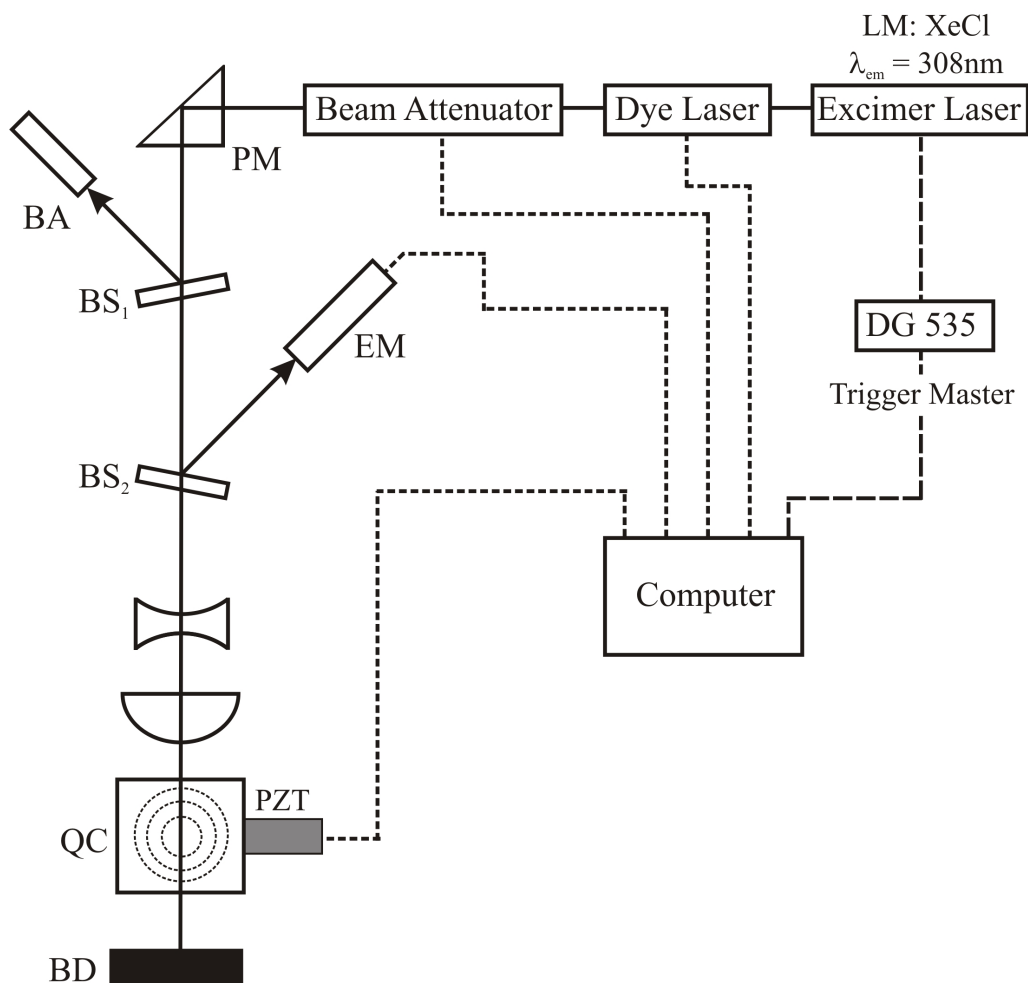 LM: XeCl
λem = 308nm
Beam Attenuator
Dye Laser
Excimer Laser
PM
BA
BS1
EM
DG 535
Trigger Master
BS2
Computer
PZT
QC
BD